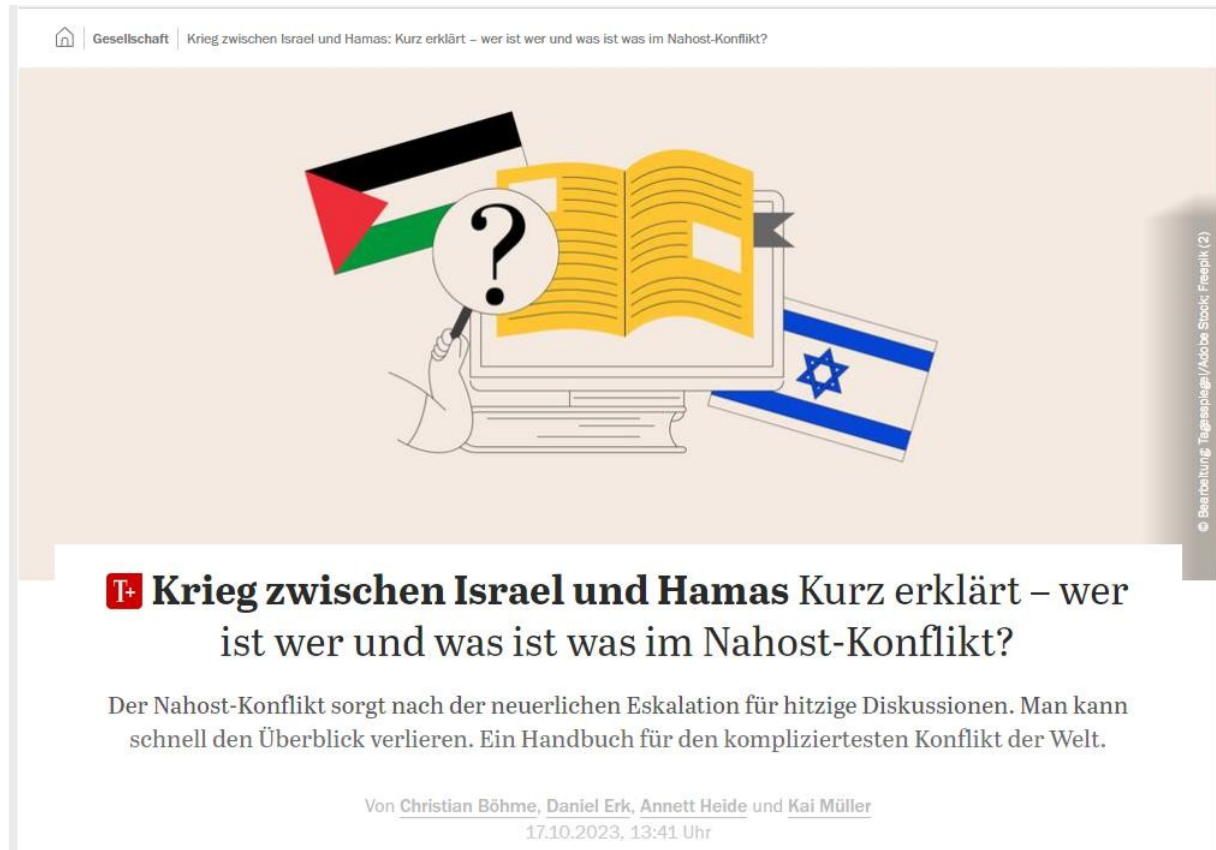 Gesellschaft Krieg zwischen Israel und Hamas: Kurz erklärt – wer ist wer und was ist was im Nahost-Konflikt?
?
© Bearbeitung: Tagesspiegel/Adobe Stock; Freepik (2)
T+ Krieg zwischen Israel und Hamas Kurz erklärt – wer
ist wer und was ist was im Nahost-Konflikt?
Der Nahost-Konflikt sorgt nach der neuerlichen Eskalation für hitzige Diskussionen. Man kann
schnell den Überblick verlieren. Ein Handbuch für den kompliziertesten Konflikt der Welt.
Von Christian Böhme, Daniel Erk, Annett Heide und Kai Müller
17.10.2023, 13:41 Uhr